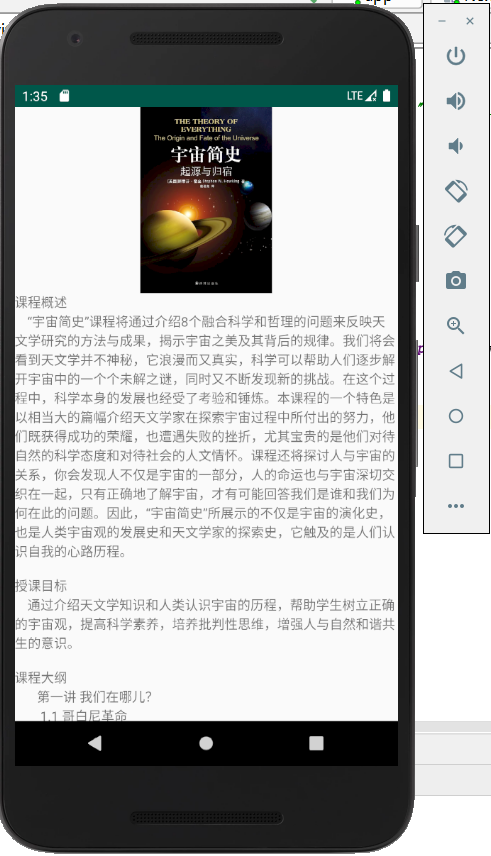 1:35
LTE
THE THEORY OF
EVERYTHING
The Origin and Fate of the Universe
宇宙简史
起源与归宿
课程概述
“宇宙简史”课程将通过介绍8个融合科学和哲理的问题来反映天
文学研究的方法与成果，揭示宇宙之美及其背后的规律。我们将会
看到天文学并不神秘，它浪漫而又真实，科学可以帮助人们逐步解
开宇宙中的一个个未解之谜，同时又不断发现新的挑战。在这个过
程中，科学本身的发展也经受了考验和锤炼。本课程的一个特色是
以相当大的篇幅介绍天文学家在探索宇宙过程中所付出的努力，他
们既获得成功的荣耀，也遭遇失败的挫折，尤其宝贵的是他们对待
自然的科学态度和对待社会的人文情怀。课程还将探讨人与宇宙的
关系，你会发现人不仅是宇宙的一部分，人的命运也与宇宙深切交
织在一起，只有正确地了解宇宙，才有可能回答我们是谁和我们为
何在此的问题。因此，“宇宙简史”所展示的不仅是宇宙的演化史，
也是人类宇宙观的发展史和天文学家的探索史，它触及的是人们认
识自我的心路历程。
授课目标
通过介绍天文学知识和人类认识宇宙的历程，帮助学生树立正确
的宇宙观，提高科学素养，培养批判性思维，增强人与自然和谐共
生的意识。
课程大纲
第一讲 我们在哪儿？
1.1 哥白尼革命